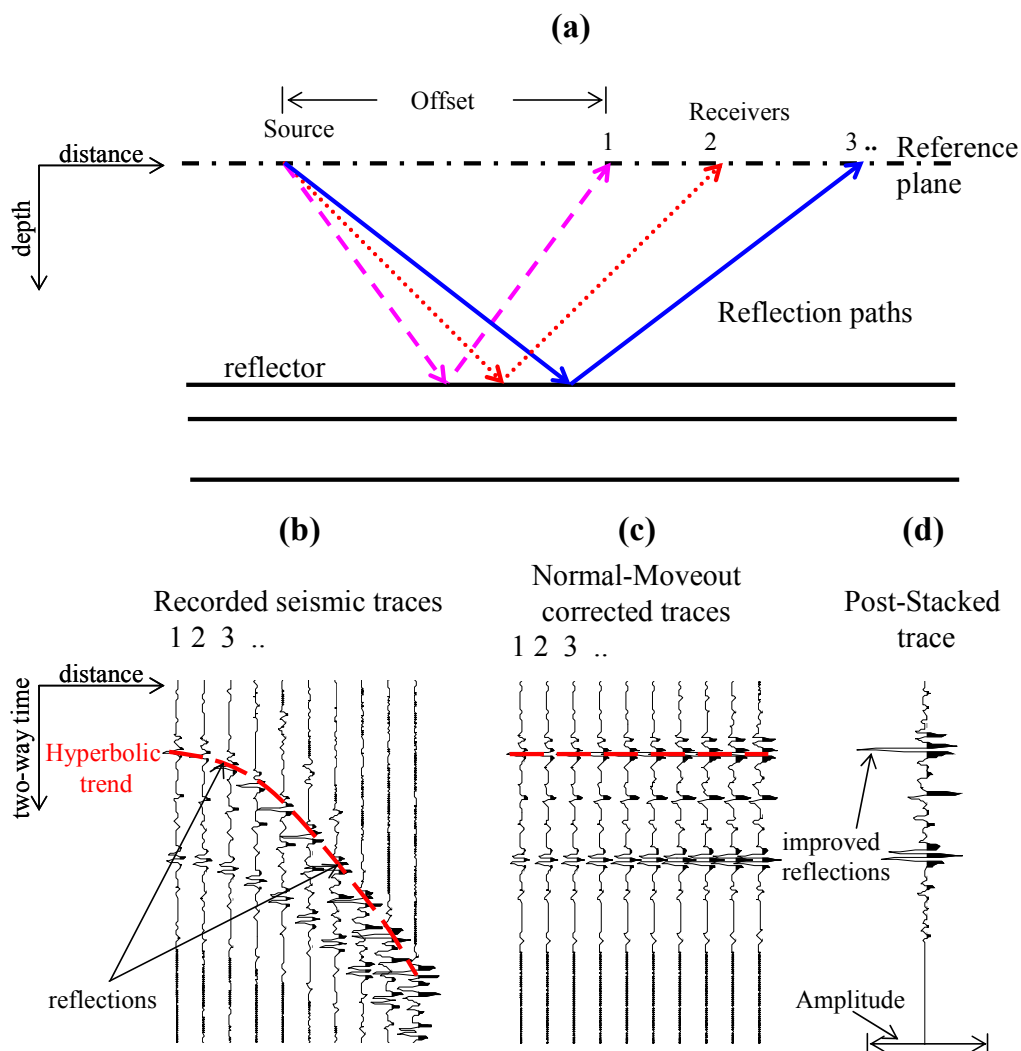 (a)
Offset
Source
Receivers
1 2 3 ..
distance
Reference
plane
depth
Reflection paths
reflector
(b)
Recorded seismic traces
1 2 3 ..
distance
two-way time
Hyperbolic
trend
reflections
(c)
Normal-Moveout
corrected traces
1 2 3 ..
(d)
Post-Stacked
trace
improved
reflections
Amplitude